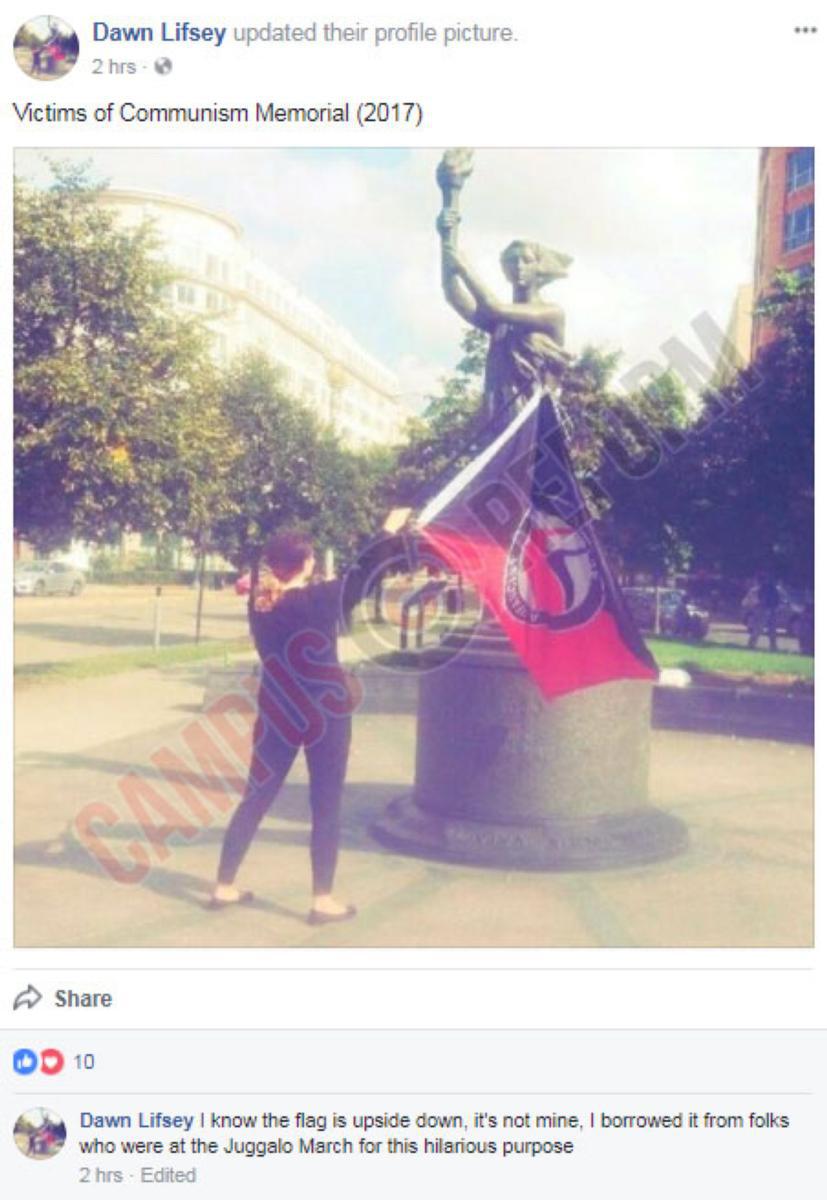 Dawn Lifsey updated their profile picture.
2 hrs ·
Victims of Communism Memorial (2017)
CAMPUS REFORM
Share
10
Dawn Lifsey I know the flag is upside down, it's not mine, I borrowed it from folks
who were at the Juggalo March for this hilarious purpose
2 hrs · Edited